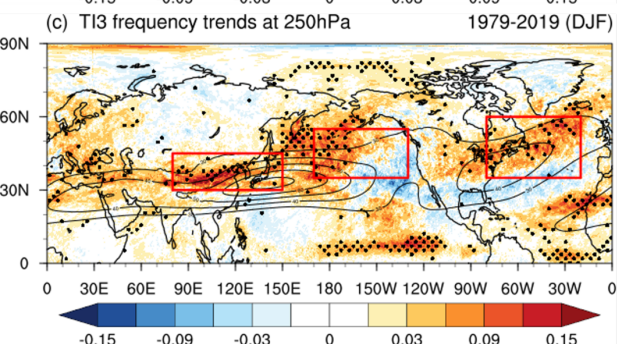 (c) TI3 frequency trends at 250hPa 1979-2019 (DJF)
90N
60N
30N
0
0 30E 60E 90E 120E 150E 180 150W 120W 90W 60W 30W 0
-0.15 -0.09 -0.03 0 0.03 0.09 0.15